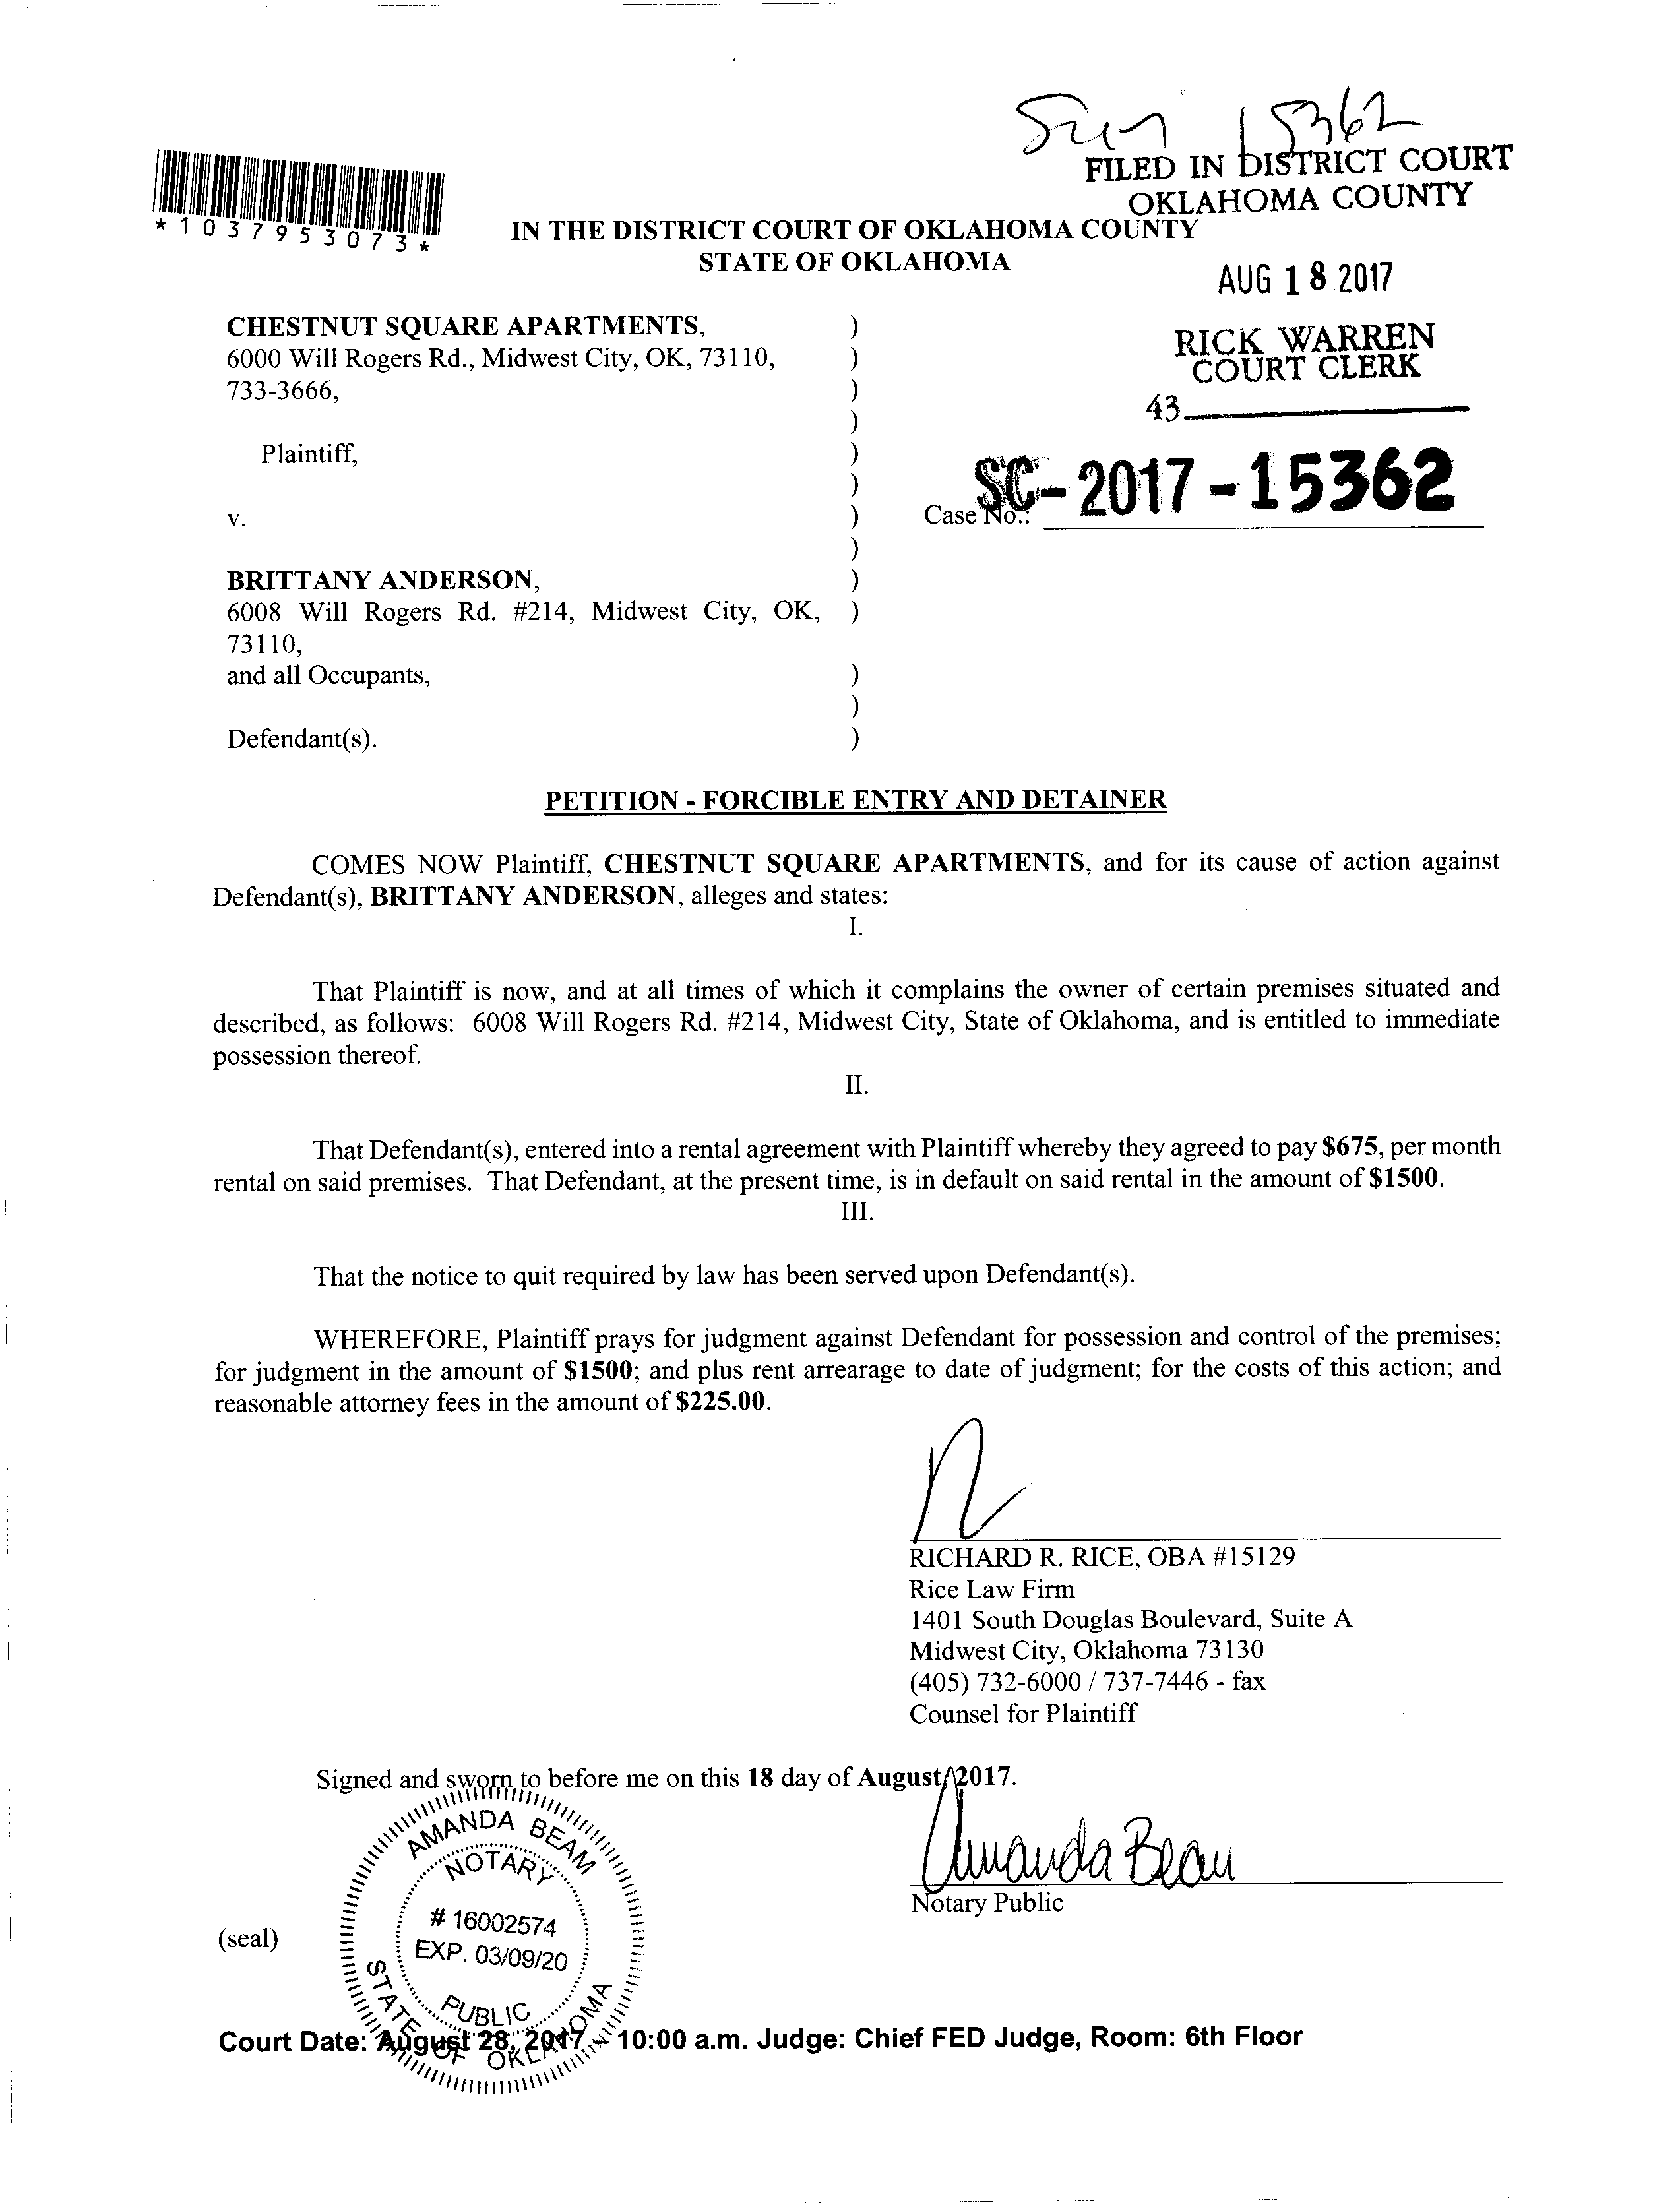 15362
FILED IN DISTRICT COURT
OKLAHOMA COUNTY
*1037953073*
IN THE DISTRICT COURT OF OKLAHOMA COUNTY
STATE OF OKLAHOMA
AUG 18 2017
RICK WARREN
COURT CLERK
43
CHESTNUT SQUARE APARTMENTS, )
6000 Will Rogers Rd., Midwest City, OK, 73110, )
733-3666, )
)
Plaintiff, )
)
v. )
Case No.: SC-2017-15362
)
BRITTANY ANDERSON, )
6008 Will Rogers Rd. #214, Midwest City, OK, )
73110,
and all Occupants, )
)
Defendant(s). )
PETITION - FORCIBLE ENTRY AND DETAINER
COMES NOW Plaintiff, CHESTNUT SQUARE APARTMENTS, and for its cause of action against
Defendant(s), BRITTANY ANDERSON, alleges and states:
I.
That Plaintiff is now, and at all times of which it complains the owner of certain premises situated and
described, as follows: 6008 Will Rogers Rd. #214, Midwest City, State of Oklahoma, and is entitled to immediate
possession thereof.
II.
That Defendant(s), entered into a rental agreement with Plaintiff whereby they agreed to pay $675, per month
rental on said premises. That Defendant, at the present time, is in default on said rental in the amount of $1500.
III.
That the notice to quit required by law has been served upon Defendant(s).
WHEREFORE, Plaintiff prays for judgment against Defendant for possession and control of the premises;
for judgment in the amount of $1500; and plus rent arrearage to date of judgment; for the costs of this action; and
reasonable attorney fees in the amount of $225.00.
RICHARD R. RICE, OBA #15129
Rice Law Firm
1401 South Douglas Boulevard, Suite A
Midwest City, Oklahoma 73130
(405) 732-6000 / 737-7446 - fax
Counsel for Plaintiff
Signed and sworn to before me on this 18 day of August, 2017.
Amanda Beam
Notary Public
(seal)
AMANDA BEAM
NOTARY
# 16002574
EXP. 03/09/20
PUBLIC
STATE OF OKLAHOMA
Court Date: August 28, 2017 - 10:00 a.m. Judge: Chief FED Judge, Room: 6th Floor